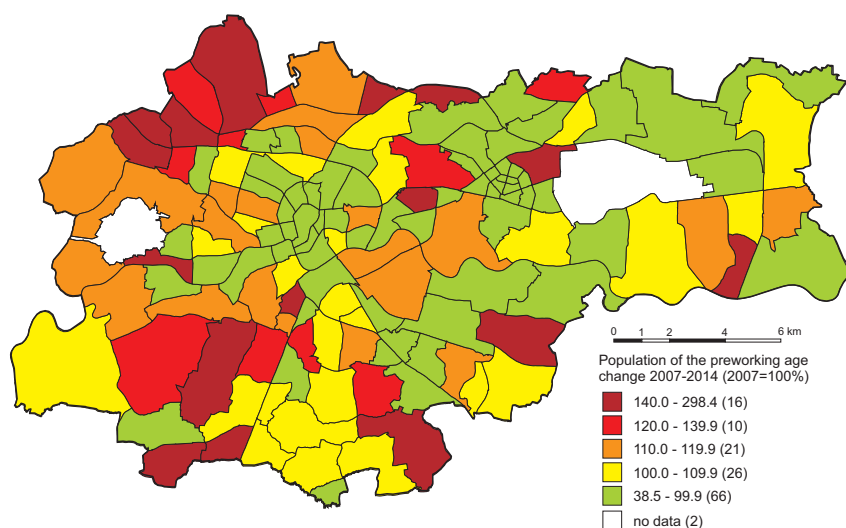 0 1 2 4 6 km
Population of the preworking age
change 2007-2014 (2007=100%)
140.0 - 298.4 (16)
120.0 - 139.9 (10)
110.0 - 119.9 (21)
100.0 - 109.9 (26)
38.5 - 99.9 (66)
no data (2)